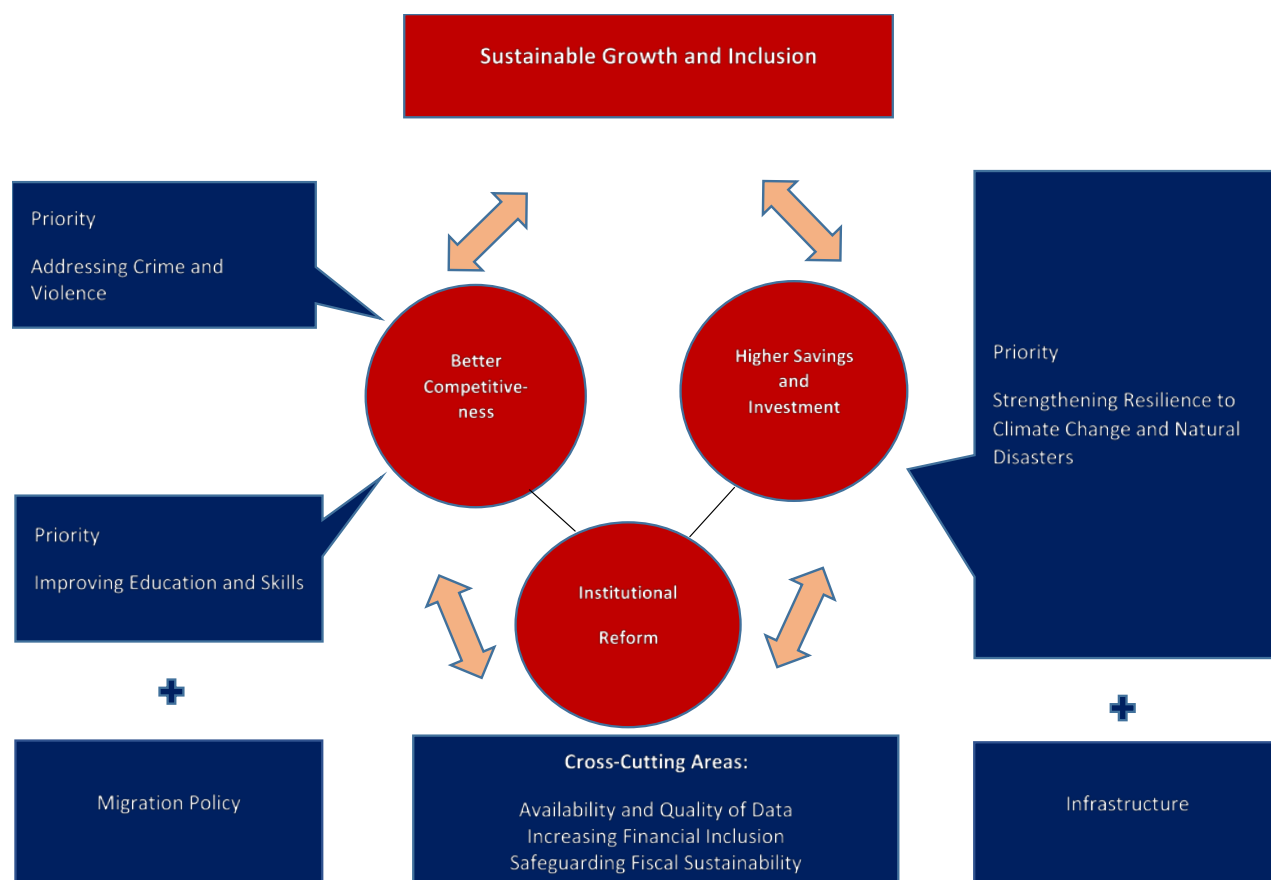 Sustainable Growth and Inclusion
Priority
Addressing Crime and
Violence
Better
Competitive-
ness
Higher Savings
and
Investment
Priority
Strengthening Resilience to
Climate Change and Natural
Disasters
Priority
Improving Education and Skills
Institutional
Reform
Migration Policy
Cross-Cutting Areas:
Availability and Quality of Data
Increasing Financial Inclusion
Safeguarding Fiscal Sustainability
Infrastructure